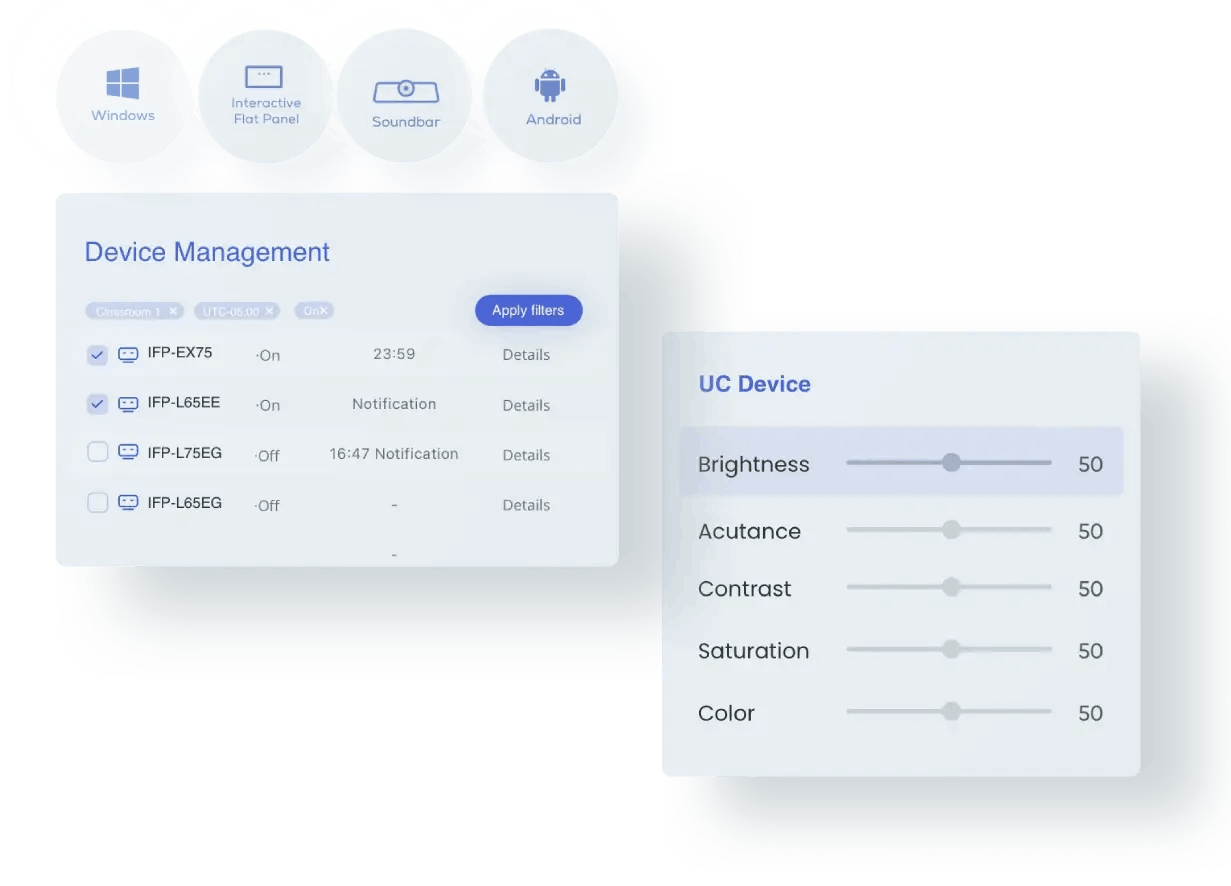 Windows
Interactive
Flat Panel
Soundbar
Android
Device Management
Classroom 1 ×
UTC-05:00 ×
On×
Apply filters
IFP-EX75 ·On 23:59 Details
IFP-L65EE ·On Notification Details
IFP-L75EG ·Off 16:47 Notification Details
IFP-L65EG ·Off - Details
-
UC Device
Brightness 50
Acutance 50
Contrast 50
Saturation 50
Color 50